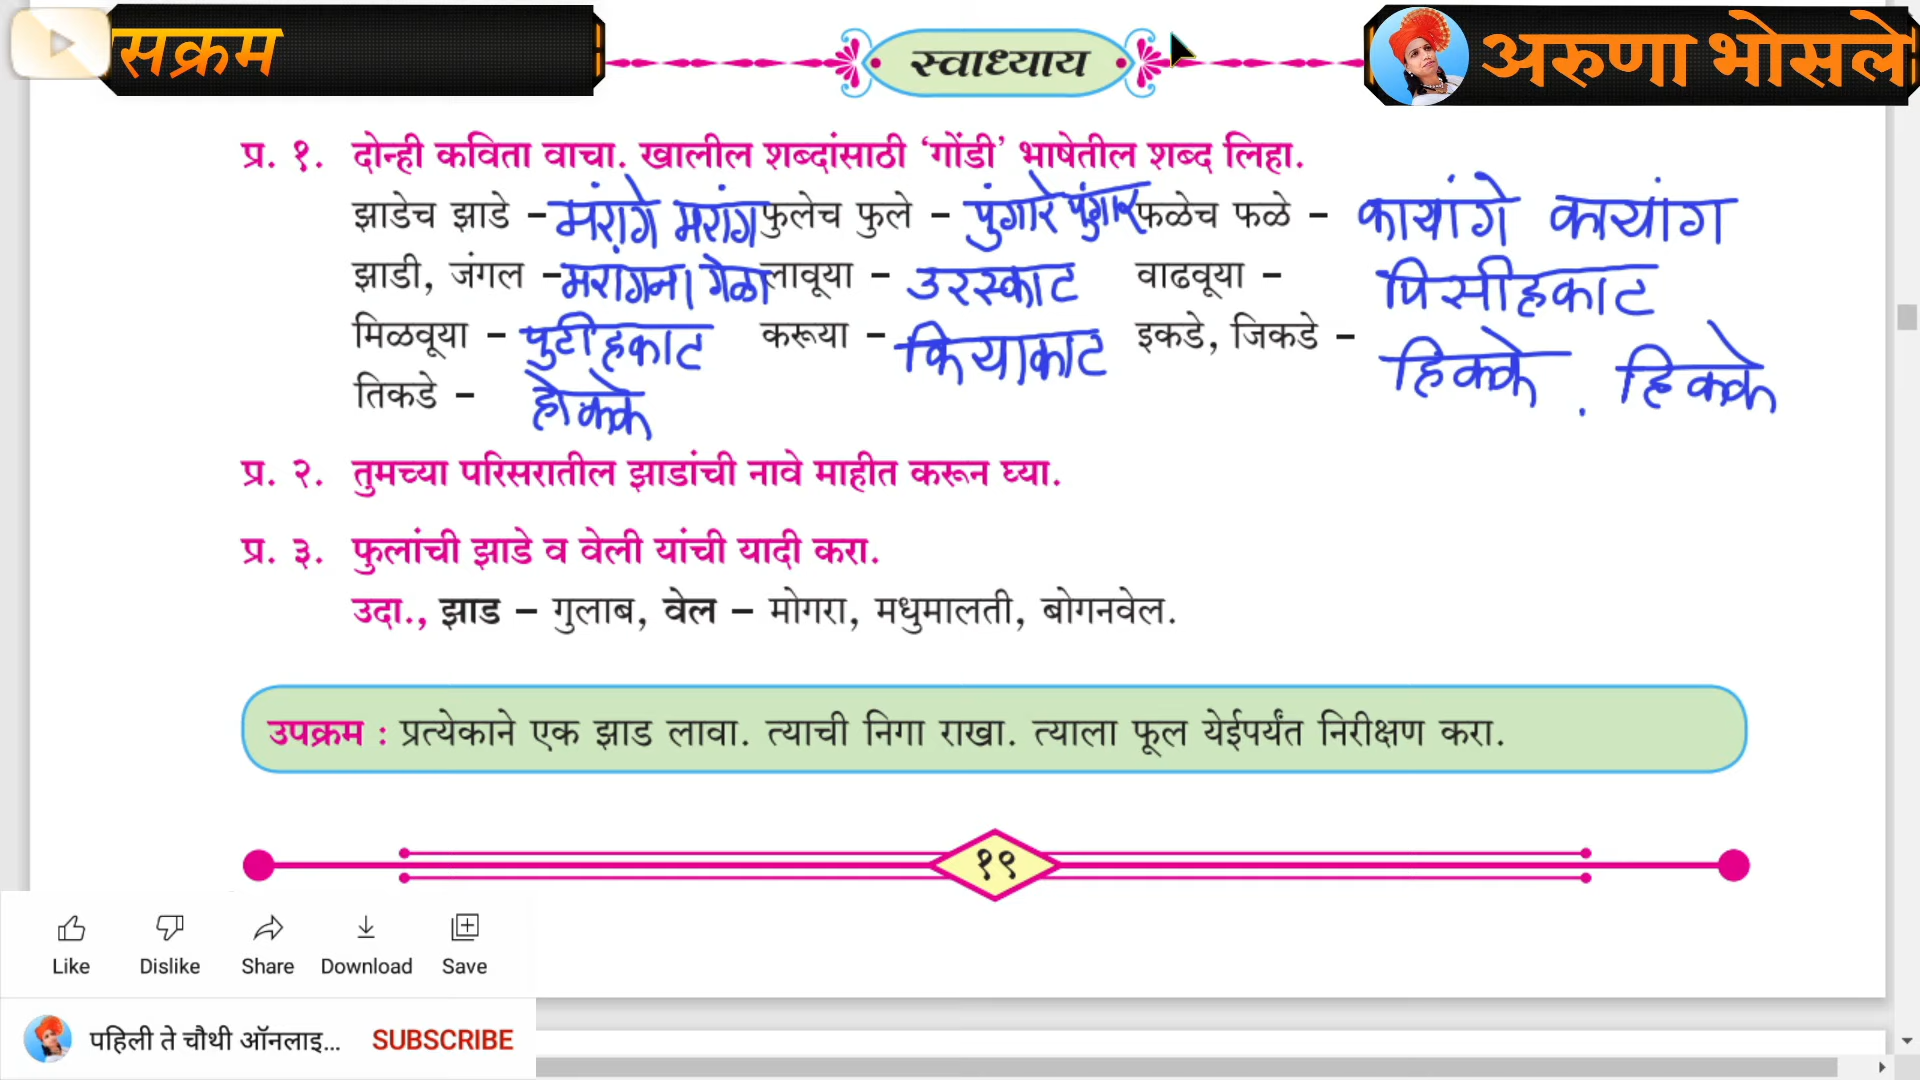 सक्रम
स्वाध्याय
अरुणा भोसले
प्र. १. दोन्ही कविता वाचा. खालील शब्दांसाठी ‘गोंडी’ भाषेतील शब्द लिहा.
झाडेच झाडे – मरांगे मरांग फुलेच फुले – पुंगारे पुंगार फळेच फळे – कायांगे कायांग
झाडी, जंगल – मरांगना गेळा लावूया – उरस्काट वाढवूया – पिसीहकाट
मिळवूया – पुटीहकाट करूया – कियाकाट इकडे, जिकडे – हिक्के . हिक्के
तिकडे – होक्के
प्र. २. तुमच्या परिसरातील झाडांची नावे माहीत करून घ्या.
प्र. ३. फुलांची झाडे व वेली यांची यादी करा.
उदा., झाड – गुलाब, वेल – मोगरा, मधुमालती, बोगनवेल.
उपक्रम : प्रत्येकाने एक झाड लावा. त्याची निगा राखा. त्याला फूल येईपर्यंत निरीक्षण करा.
१९
Like Dislike Share Download Save
पहिली ते चौथी ऑनलाइ... SUBSCRIBE